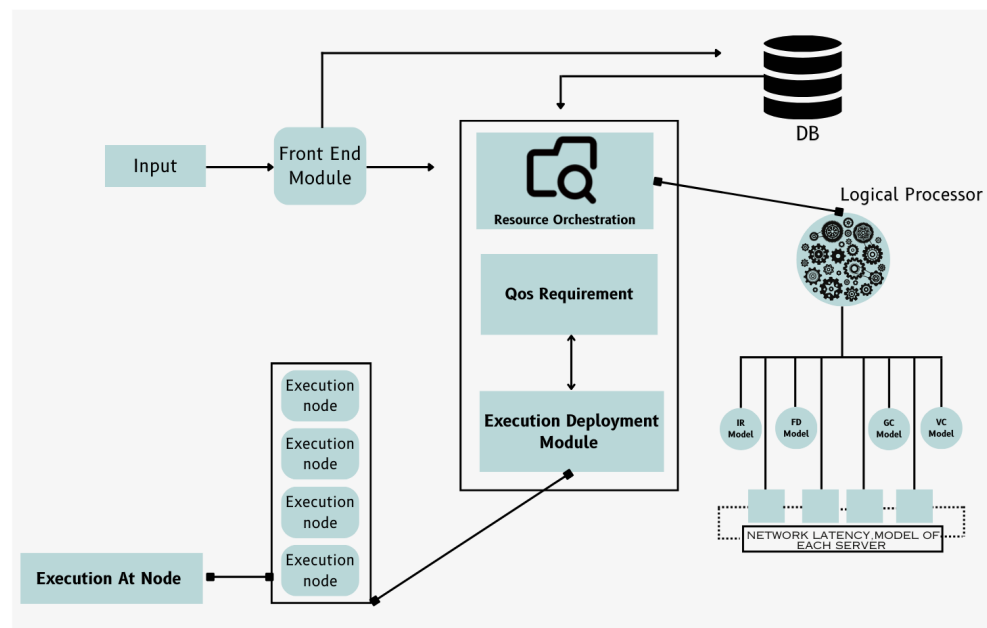 DB
Input
Front End
Module
Resource Orchestration
Logical Processor
Qos Requirement
Execution Deployment
Module
Execution
node
Execution
node
Execution
node
Execution
node
IR
Model
FD
Model
GC
Model
VC
Model
NETWORK LATENCY,MODEL OF
EACH SERVER
Execution At Node